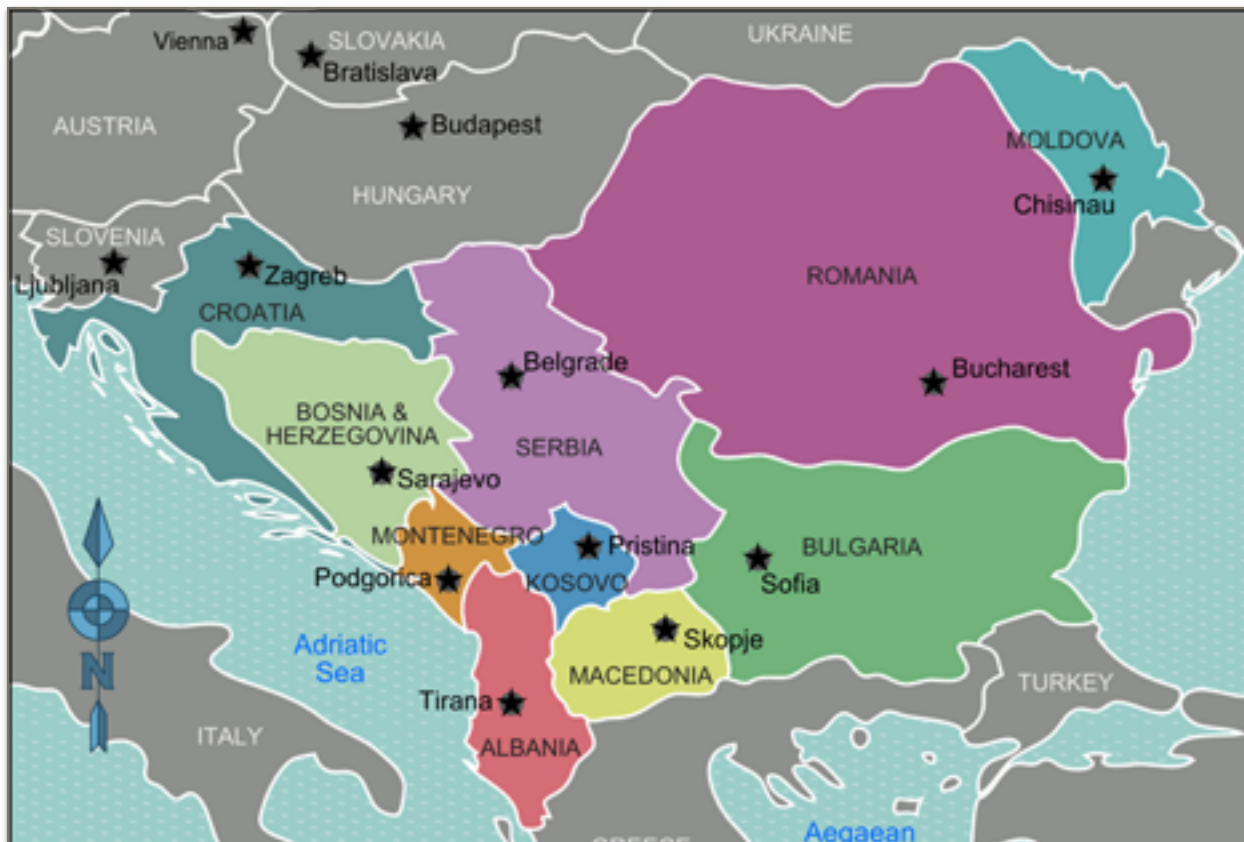 Vienna
SLOVAKIA
Bratislava
UKRAINE
AUSTRIA
Budapest
HUNGARY
MOLDOVA
Chisinau
SLOVENIA
Ljubljana
Zagreb
CROATIA
ROMANIA
Belgrade
Bucharest
BOSNIA &
HERZEGOVINA
SERBIA
Sarajevo
MONTENEGRO
Pristina
BULGARIA
Podgorica
KOSOVO
Sofia
Adriatic
Sea
Skopje
N
MACEDONIA
TURKEY
Tirana
ITALY
ALBANIA
GREECE
Aegaean